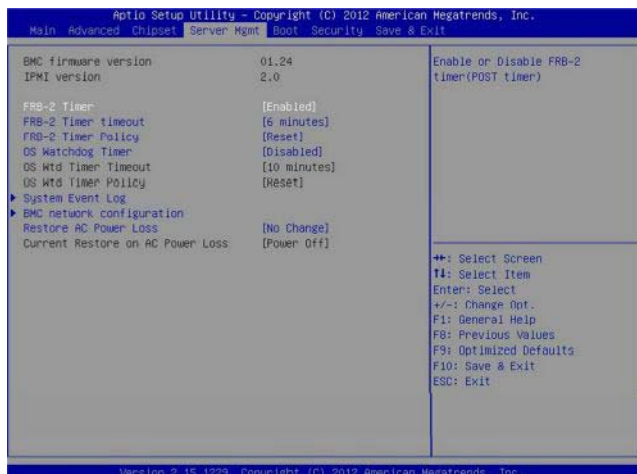 Aptio Setup Utility – Copyright (C) 2012 American Megatrends, Inc.
Main Advanced Chipset Server Mgmt Boot Security Save & Exit
BMC firmware version 01.24
IPMI version 2.0
FRB-2 Timer [Enabled]
FRB-2 Timer timeout [6 minutes]
FRB-2 Timer Policy [Reset]
OS Watchdog Timer [Disabled]
OS Wtd Timer Timeout [10 minutes]
OS Wtd Timer Policy [Reset]
System Event Log
BMC network configuration
Restore AC Power Loss [No Change]
Current Restore on AC Power Loss [Power Off]
Enable or Disable FRB-2
timer(POST timer)
→←: Select Screen
↑↓: Select Item
Enter: Select
+/-: Change Opt.
F1: General Help
F8: Previous Values
F9: Optimized Defaults
F10: Save & Exit
ESC: Exit
Version 2.15.1229. Copyright (C) 2012 American Megatrends, Inc.